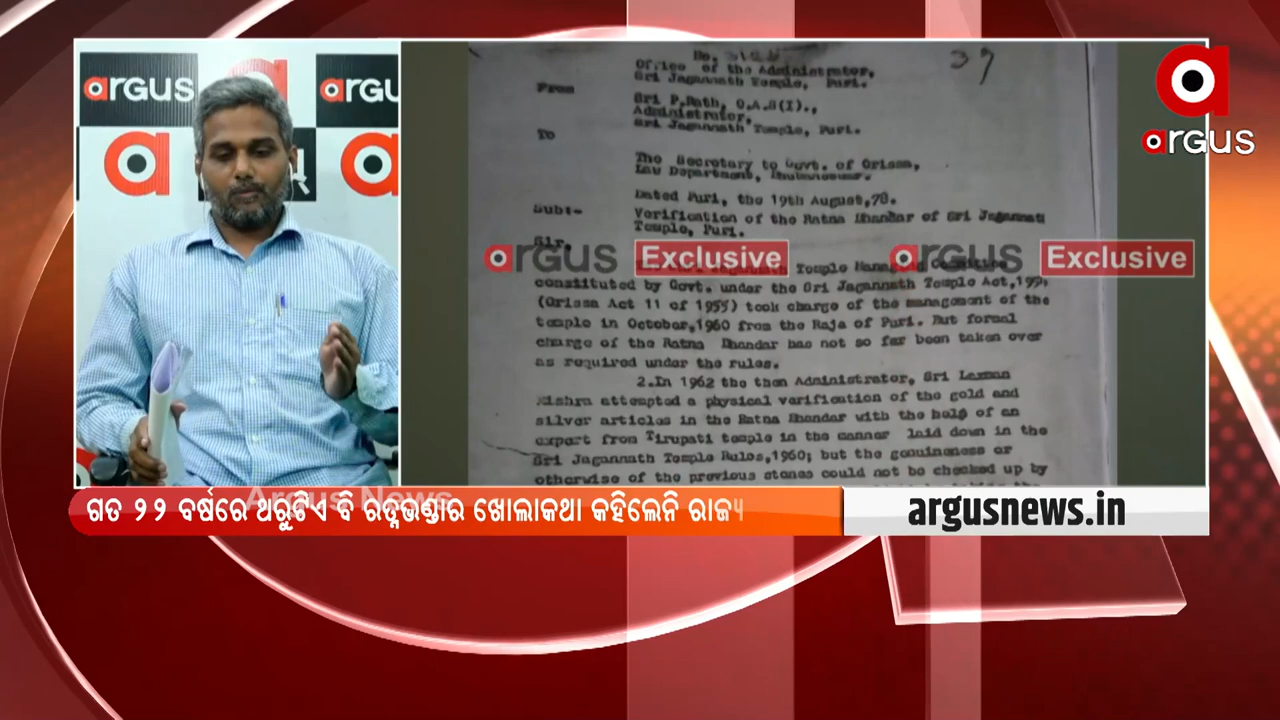 argus
argus
argus
37
Office of the Administrator,
Sri Jagannath Temple, Puri.
From
Sri P.Rath, O.A.S(I).,
Administrator,
Sri Jagannath Temple, Puri.
To
The Secretary to Govt. of Orissa,
Law Department, Bhubaneswar.
Dated Puri, the 19th August,78.
Sub:-
Verification of the Ratna Bhandar of Sri Jagannath
Temple, Puri.
Sir,
argus Exclusive
argus Exclusive
Jagannath Temple Managing Committee
constituted by Govt. under the Sri Jagannath Temple Act,
(Orissa Act 11 of 1955) took charge of the management of the
temple in October,1960 from the Raja of Puri. But formal
charge of the Ratna Bhandar has not so far been taken over
as required under the rules.
2.In 1962 the then Administrator, Sri Laxman
Mishra attempted a physical verification of the gold and
silver articles in the Ratna Bhandar with the help of an
expert from Tirupati temple in the manner laid down in the
Sri Jagannath Temple Rules,1960; but the genuineness or
otherwise of the previous stones could not be checked up by
Argus News
ଗତ ୨୨ ବର୍ଷରେ ଥରୁଟିଏ ବି ରତ୍ନଭଣ୍ଡାର ଖୋଲାକଥା କହିଲେନି ରାଜ୍ୟ
argusnews.in